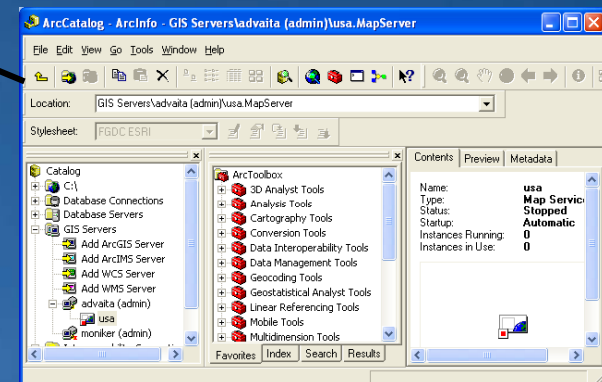 ArcCatalog - ArcInfo - GIS Servers\advaita (admin)\usa.MapServer
File Edit View Go Tools Window Help
Location: GIS Servers\advaita (admin)\usa.MapServer
Stylesheet: FGDC ESRI
Catalog
C:\
Database Connections
Database Servers
GIS Servers
Add ArcGIS Server
Add ArcIMS Server
Add WCS Server
Add WMS Server
advaita (admin)
usa
moniker (admin)
ArcToolbox
3D Analyst Tools
Analysis Tools
Cartography Tools
Conversion Tools
Data Interoperability Tools
Data Management Tools
Geocoding Tools
Geostatistical Analyst Tools
Linear Referencing Tools
Mobile Tools
Multidimension Tools
Favorites Index Search Results
Contents Preview Metadata
Name: usa
Type: Map Servic
Status: Stopped
Startup: Automatic
Instances Running: 0
Instances in Use: 0